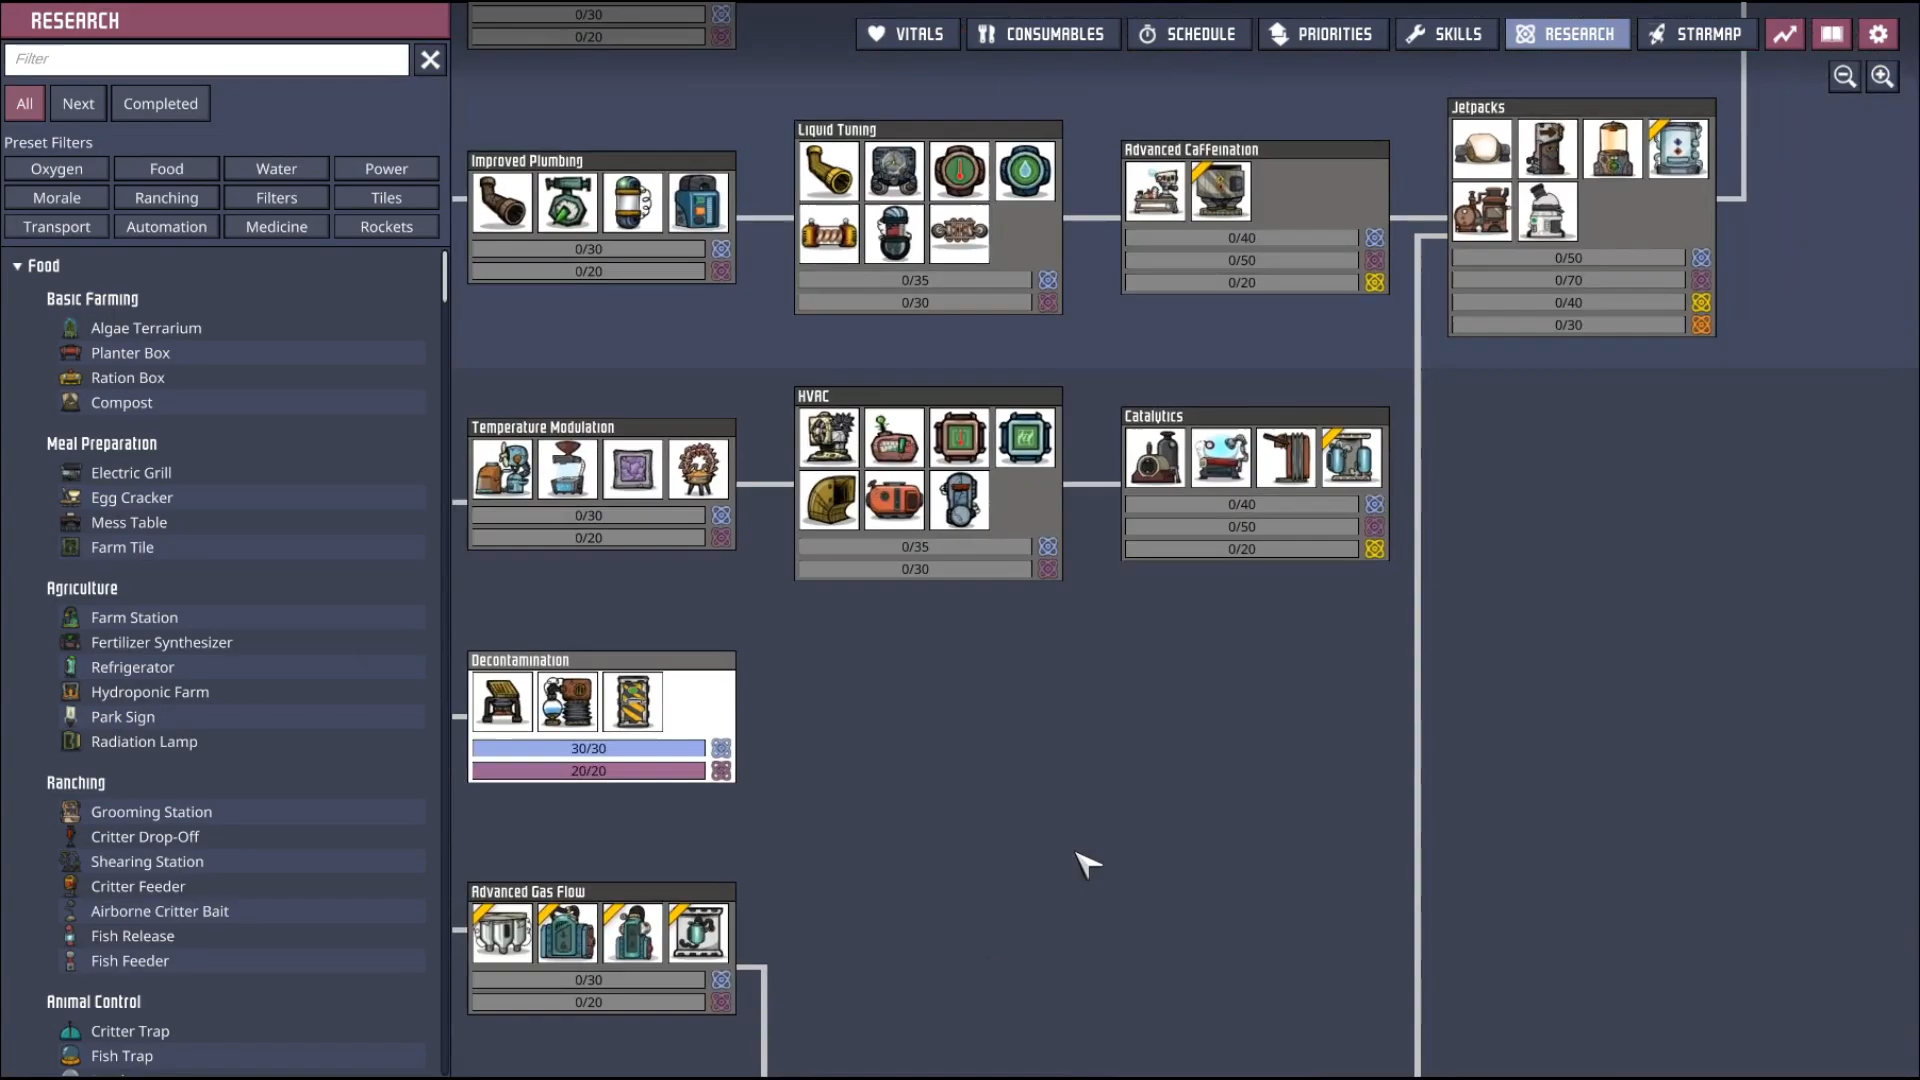 RESEARCH
Filter
All Next Completed
Preset Filters
Oxygen Food Water Power
Morale Ranching Filters Tiles
Transport Automation Medicine Rockets
Food
Basic Farming
Algae Terrarium
Planter Box
Ration Box
Compost
Meal Preparation
Electric Grill
Egg Cracker
Mess Table
Farm Tile
Agriculture
Farm Station
Fertilizer Synthesizer
Refrigerator
Hydroponic Farm
Park Sign
Radiation Lamp
Ranching
Grooming Station
Critter Drop-Off
Shearing Station
Critter Feeder
Airborne Critter Bait
Fish Release
Fish Feeder
Animal Control
Critter Trap
Fish Trap
VITALS CONSUMABLES SCHEDULE PRIORITIES SKILLS RESEARCH STARMAP
0/30
0/20
Improved Plumbing
0/30
0/20
Liquid Tuning
0/35
0/30
Advanced Caffeination
0/40
0/50
0/20
Jetpacks
0/50
0/70
0/40
0/30
Temperature Modulation
0/30
0/20
HVAC
0/35
0/30
Catalytics
0/40
0/50
0/20
Decontamination
30/30
20/20
Advanced Gas Flow
0/30
0/20